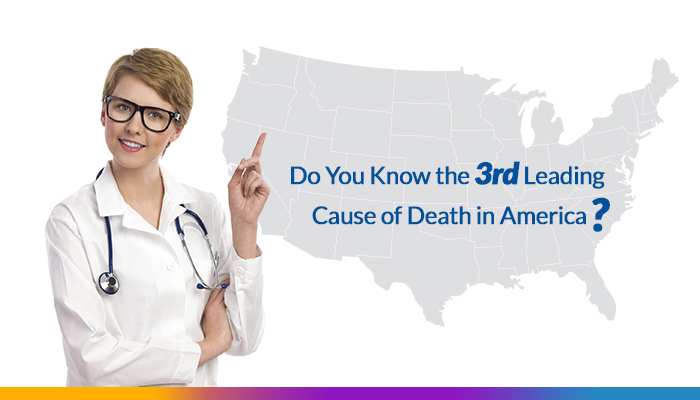 Do You Know the 3rd Leading
Cause of Death in America?